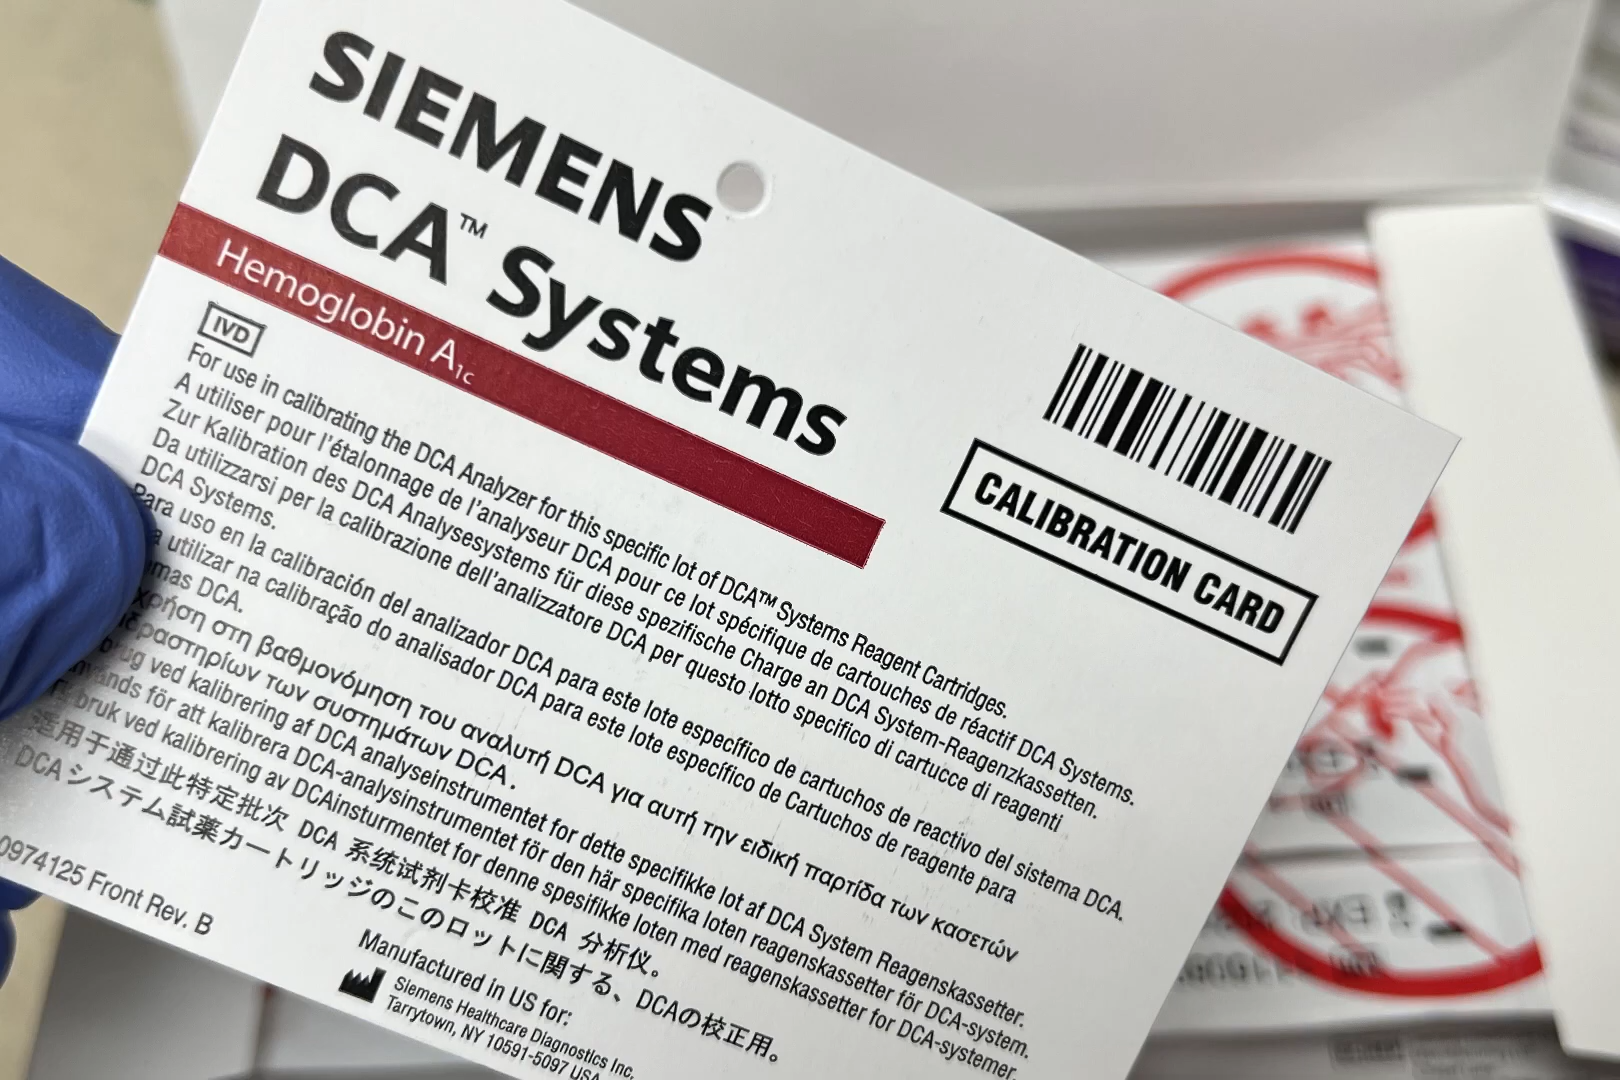 SIEMENS
DCA™ Systems
Hemoglobin A1c
CALIBRATION CARD
IVD
For use in calibrating the DCA Analyzer for this specific lot of DCA™ Systems Reagent Cartridges.
A utiliser pour l'étalonnage de l'analyseur DCA pour ce lot spécifique de cartouches de réactif DCA Systems.
Zur Kalibration des DCA Analysesystems für diese spezifische Charge an DCA System-Reagenzkassetten.
Da utilizzarsi per la calibrazione dell'analizzatore DCA per questo lotto specifico di cartucce di reagenti
DCA Systems.
Para uso en la calibración del analizador DCA para este lote específico de cartuchos de reactivo del sistema DCA.
utilizar na calibração do analisador DCA para este lote específico de Cartuchos de reagente para
DCA.
χρήση στη βαθμονόμηση του αναλυτή DCA για αυτή την ειδική παρτίδα των κασετών
των συστημάτων DCA.
ved kalibrering af DCA analyseinstrumentet for dette specifikke lot af DCA System Reagenskassetter.
för att kalibrera DCA-analysinstrumentet för den här specifika loten reagenskassetter för DCA-system.
bruk ved kalibrering av DCAinsturmentet for denne spesifikke loten med reagenskassetter for DCA-systemer.
适用于通过此特定批次 DCA 系统试剂卡校准 DCA 分析仪。
DCA システム試薬カートリッジのこのロットに関する、DCAの校正用。
0974125 Front Rev. B
Manufactured in US for:
Siemens Healthcare Diagnostics Inc.
Tarrytown, NY 10591-5097 USA
EXP